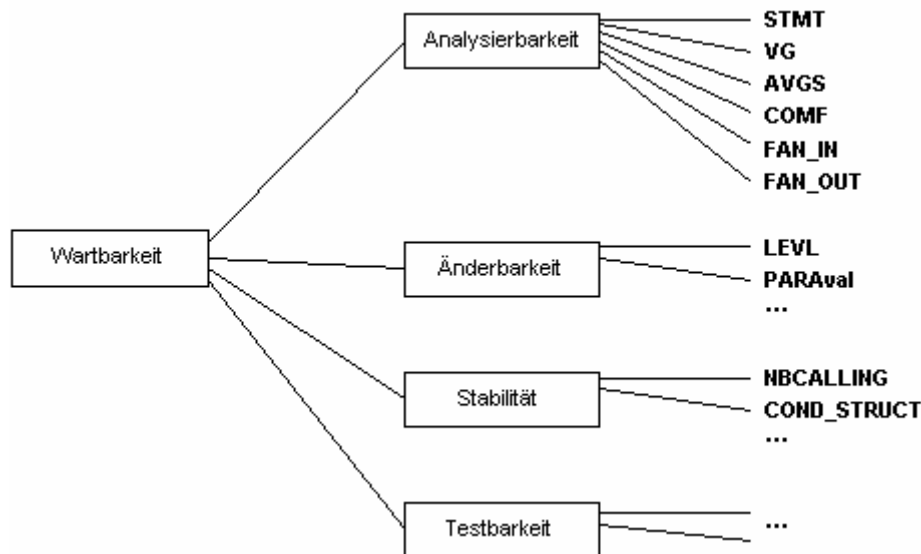 Wartbarkeit
Analysierbarkeit
STMT
VG
AVGS
COMF
FAN_IN
FAN_OUT
Änderbarkeit
LEVL
PARAval
...
Stabilität
NBCALLING
COND_STRUCT
...
Testbarkeit
...